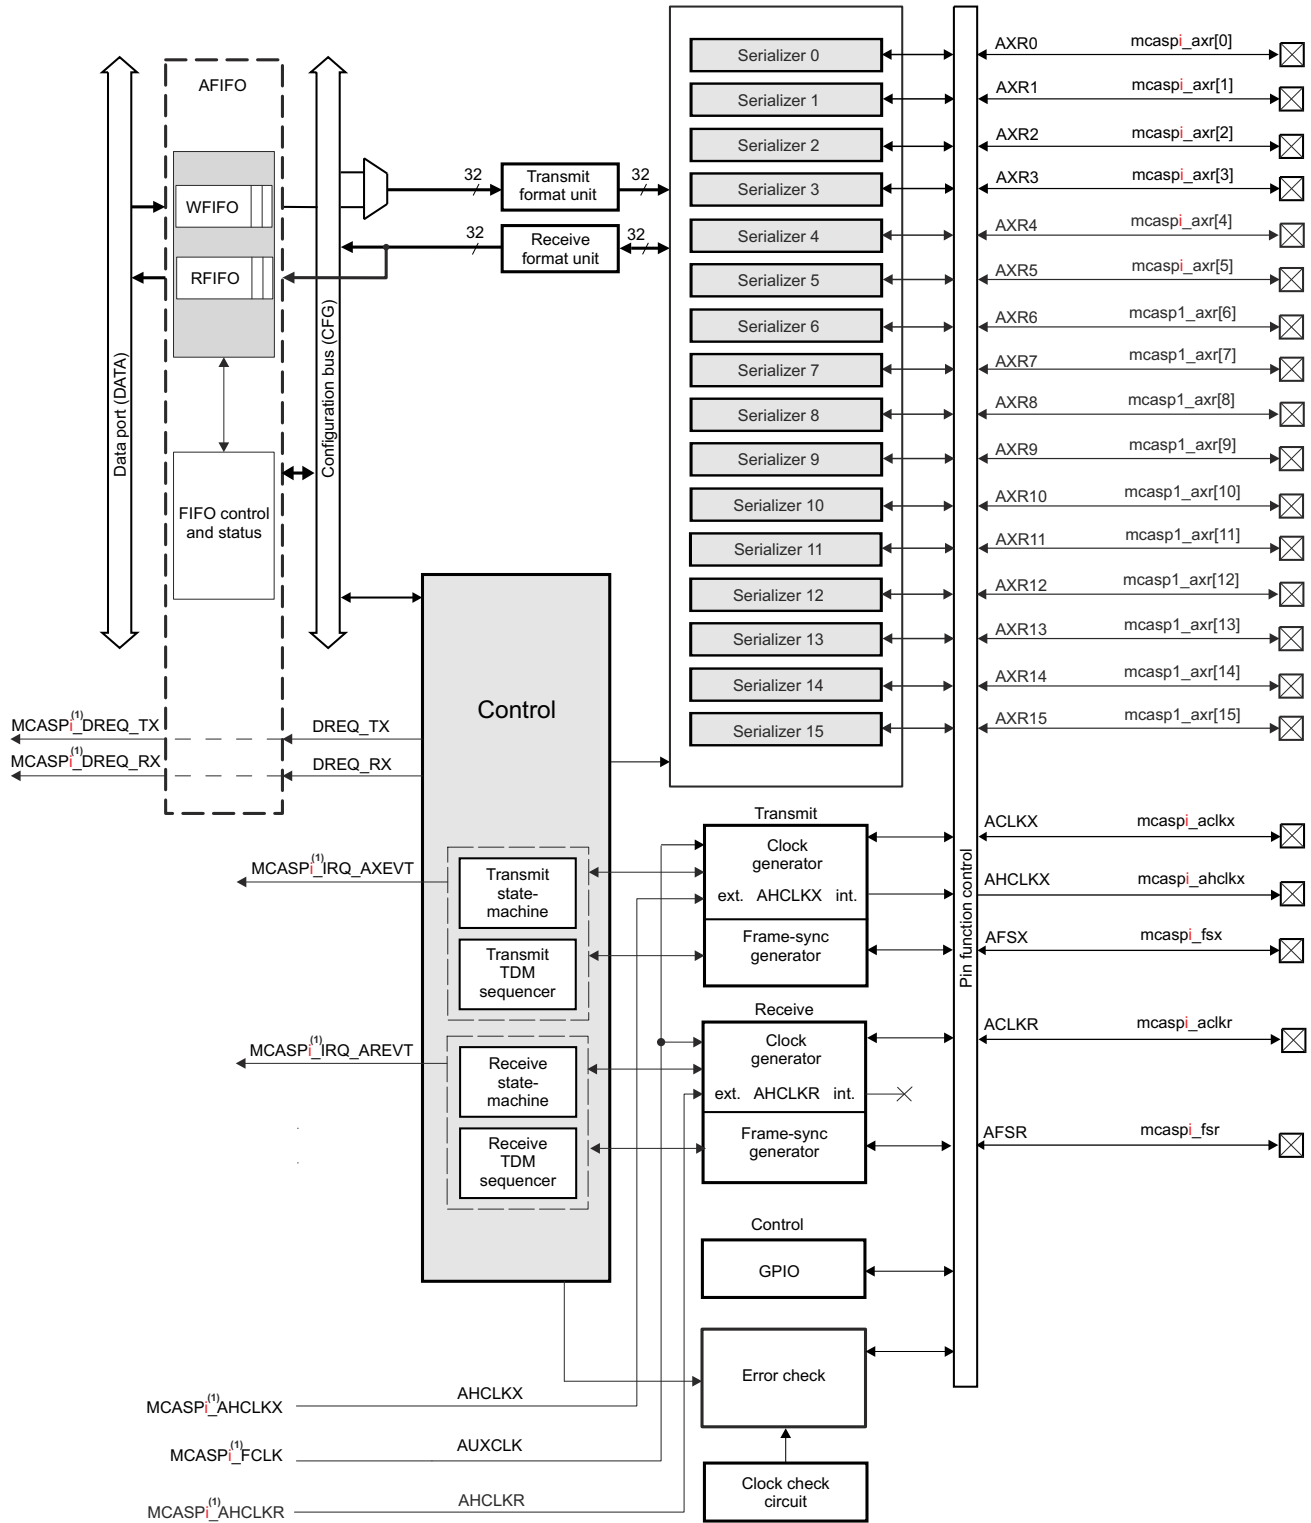 AFIFO
WFIFO
RFIFO
FIFO control
and status
Data port (DATA)
Configuration bus (CFG)
32
Transmit
format unit
32
32
Receive
format unit
32
Serializer 0
Serializer 1
Serializer 2
Serializer 3
Serializer 4
Serializer 5
Serializer 6
Serializer 7
Serializer 8
Serializer 9
Serializer 10
Serializer 11
Serializer 12
Serializer 13
Serializer 14
Serializer 15
AXR0 mcaspi_axr[0]
AXR1 mcaspi_axr[1]
AXR2 mcaspi_axr[2]
AXR3 mcaspi_axr[3]
AXR4 mcaspi_axr[4]
AXR5 mcaspi_axr[5]
AXR6 mcasp1_axr[6]
AXR7 mcasp1_axr[7]
AXR8 mcasp1_axr[8]
AXR9 mcasp1_axr[9]
AXR10 mcasp1_axr[10]
AXR11 mcasp1_axr[11]
AXR12 mcasp1_axr[12]
AXR13 mcasp1_axr[13]
AXR14 mcasp1_axr[14]
AXR15 mcasp1_axr[15]
ACLKX mcaspi_aclkx
AHCLKX mcaspi_ahclkx
AFSX mcaspi_fsx
ACLKR mcaspi_aclkr
AFSR mcaspi_fsr
Pin function control
MCASPi(1)_DREQ_TX DREQ_TX
MCASPi(1)_DREQ_RX DREQ_RX
Control
MCASPi(1)_IRQ_AXEVT
Transmit
state-
machine
Transmit
TDM
sequencer
MCASPi(1)_IRQ_AREVT
Receive
state-
machine
Receive
TDM
sequencer
Transmit
Clock
generator
ext. AHCLKX int.
Frame-sync
generator
Receive
Clock
generator
ext. AHCLKR int.
Frame-sync
generator
Control
GPIO
Error check
Clock check
circuit
MCASPi(1)_AHCLKX AHCLKX
MCASPi(1)_FCLK AUXCLK
MCASPi(1)_AHCLKR AHCLKR